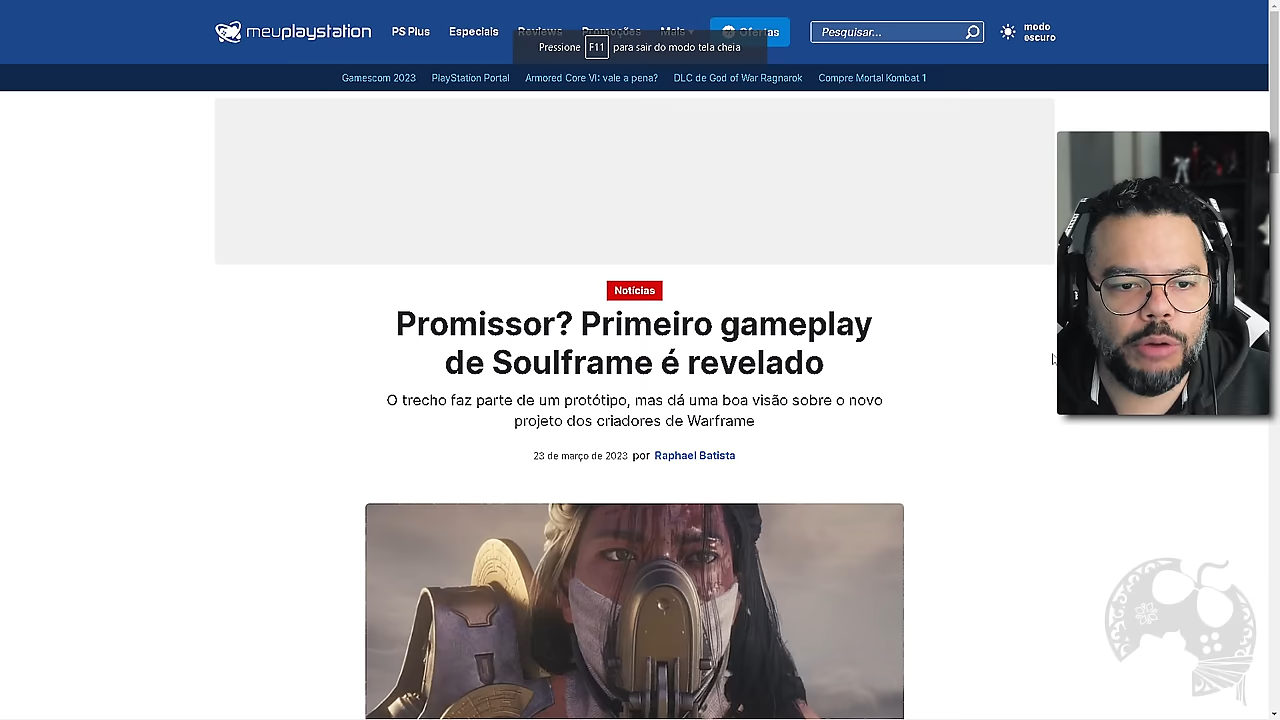 meuplaystation PS Plus Especiais Reviews Promoções Mais Ofertas Pesquisar... modo escuro
Pressione F11 para sair do modo tela cheia
Gamescom 2023 PlayStation Portal Armored Core VI: vale a pena? DLC de God of War Ragnarok Compre Mortal Kombat 1
Notícias
Promissor? Primeiro gameplay
de Soulframe é revelado
O trecho faz parte de um protótipo, mas dá uma boa visão sobre o novo
projeto dos criadores de Warframe
23 de março de 2023 por Raphael Batista